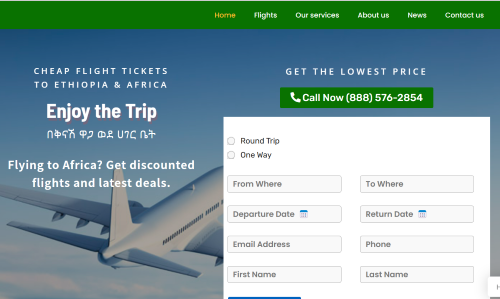 Home Flights Our services About us News Contact us
CHEAP FLIGHT TICKETS
TO ETHIOPIA & AFRICA
Enjoy the Trip
በቅናሽ ዋጋ ወደ ሀገር ቤት
Flying to Africa? Get discounted
flights and latest deals.
GET THE LOWEST PRICE
Call Now (888) 576-2854
Round Trip
One Way
From Where To Where
Departure Date Return Date
Email Address Phone
First Name Last Name